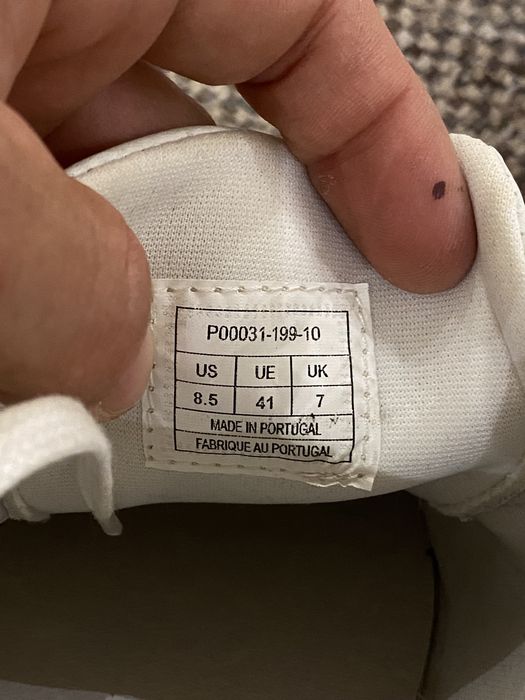 P00031-199-10
US UE UK
8.5 41 7
MADE IN PORTUGAL
FABRIQUE AU PORTUGAL